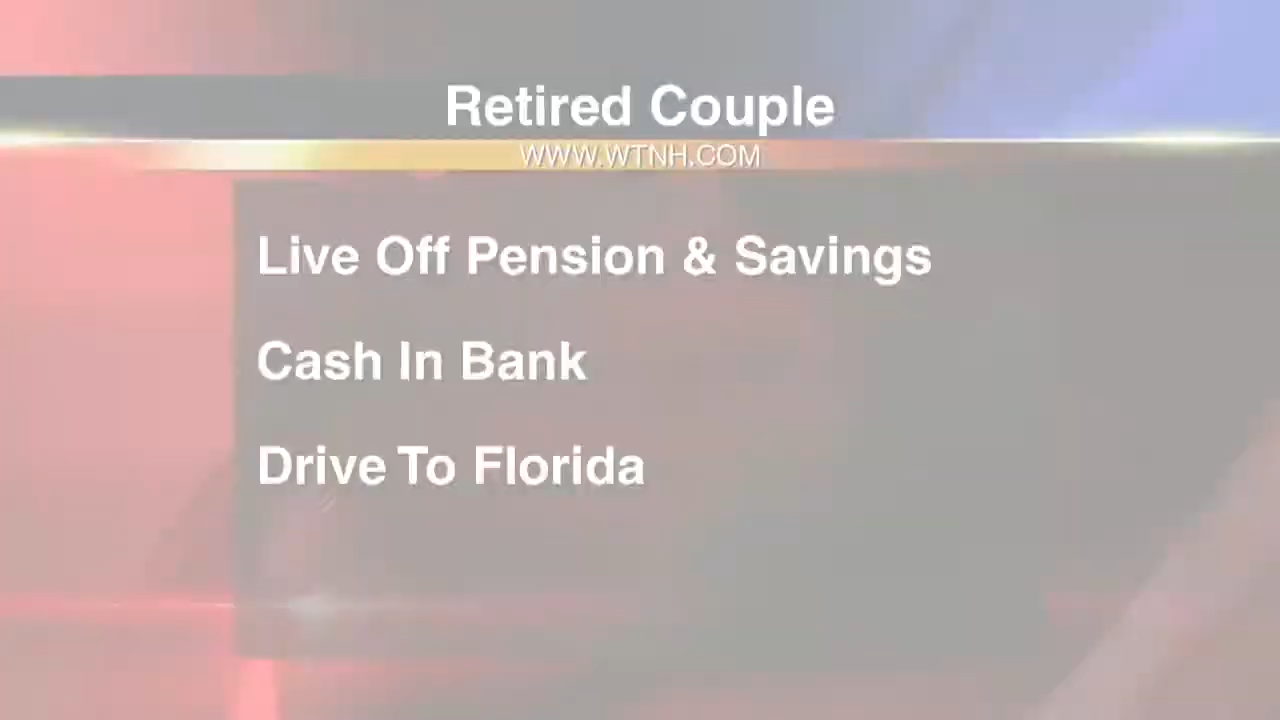 Retired Couple
WWW.WTNH.COM
Live Off Pension & Savings
Cash In Bank
Drive To Florida